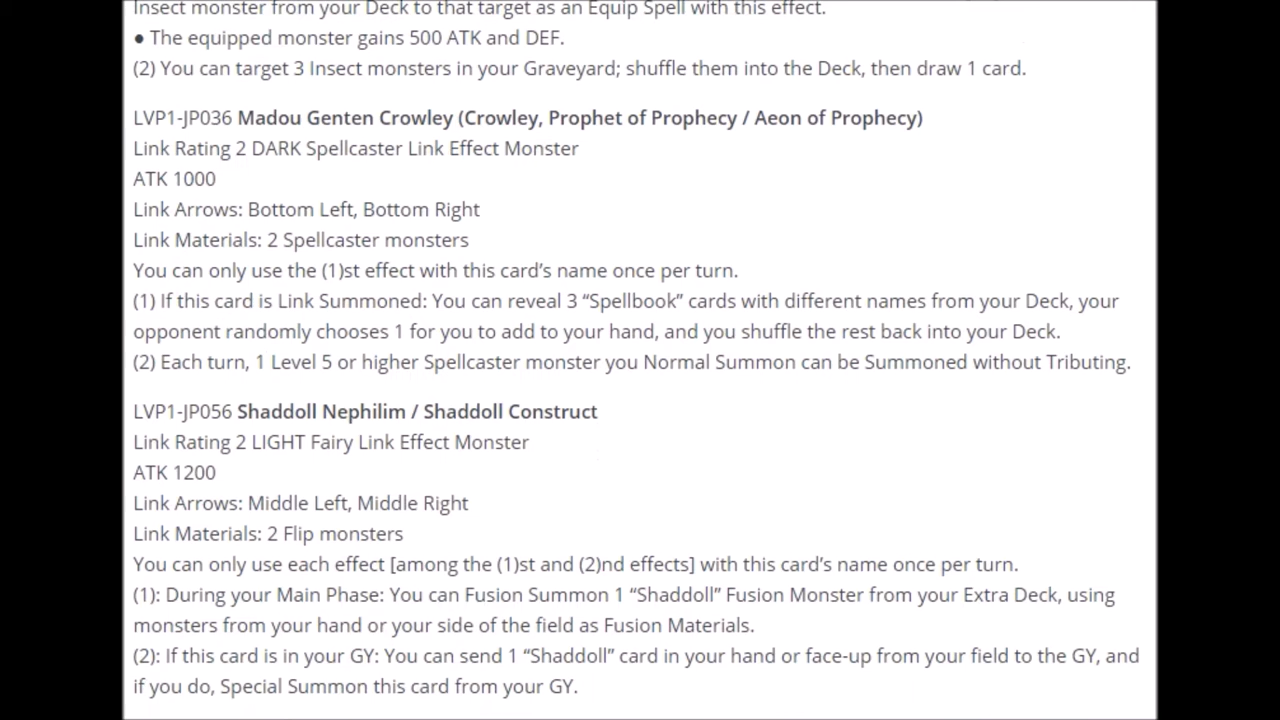 Insect monster from your Deck to that target as an Equip Spell with this effect.
● The equipped monster gains 500 ATK and DEF.
(2) You can target 3 Insect monsters in your Graveyard; shuffle them into the Deck, then draw 1 card.
LVP1-JP036 Madou Genten Crowley (Crowley, Prophet of Prophecy / Aeon of Prophecy)
Link Rating 2 DARK Spellcaster Link Effect Monster
ATK 1000
Link Arrows: Bottom Left, Bottom Right
Link Materials: 2 Spellcaster monsters
You can only use the (1)st effect with this card’s name once per turn.
(1) If this card is Link Summoned: You can reveal 3 “Spellbook” cards with different names from your Deck, your
opponent randomly chooses 1 for you to add to your hand, and you shuffle the rest back into your Deck.
(2) Each turn, 1 Level 5 or higher Spellcaster monster you Normal Summon can be Summoned without Tributing.
LVP1-JP056 Shaddoll Nephilim / Shaddoll Construct
Link Rating 2 LIGHT Fairy Link Effect Monster
ATK 1200
Link Arrows: Middle Left, Middle Right
Link Materials: 2 Flip monsters
You can only use each effect [among the (1)st and (2)nd effects] with this card’s name once per turn.
(1): During your Main Phase: You can Fusion Summon 1 “Shaddoll” Fusion Monster from your Extra Deck, using
monsters from your hand or your side of the field as Fusion Materials.
(2): If this card is in your GY: You can send 1 “Shaddoll” card in your hand or face-up from your field to the GY, and
if you do, Special Summon this card from your GY.